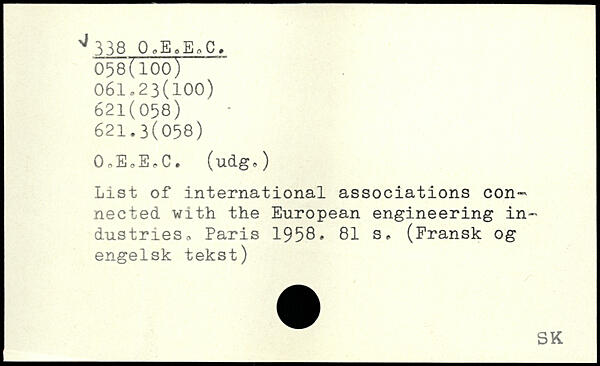 ✓338 O.E.E.C.
058(100)
061.23(100)
621(058)
621.3(058)
O.E.E.C. (udg.)
List of international associations con-
nected with the European engineering in-
dustries. Paris 1958. 81 s. (Fransk og
engelsk tekst)
SK